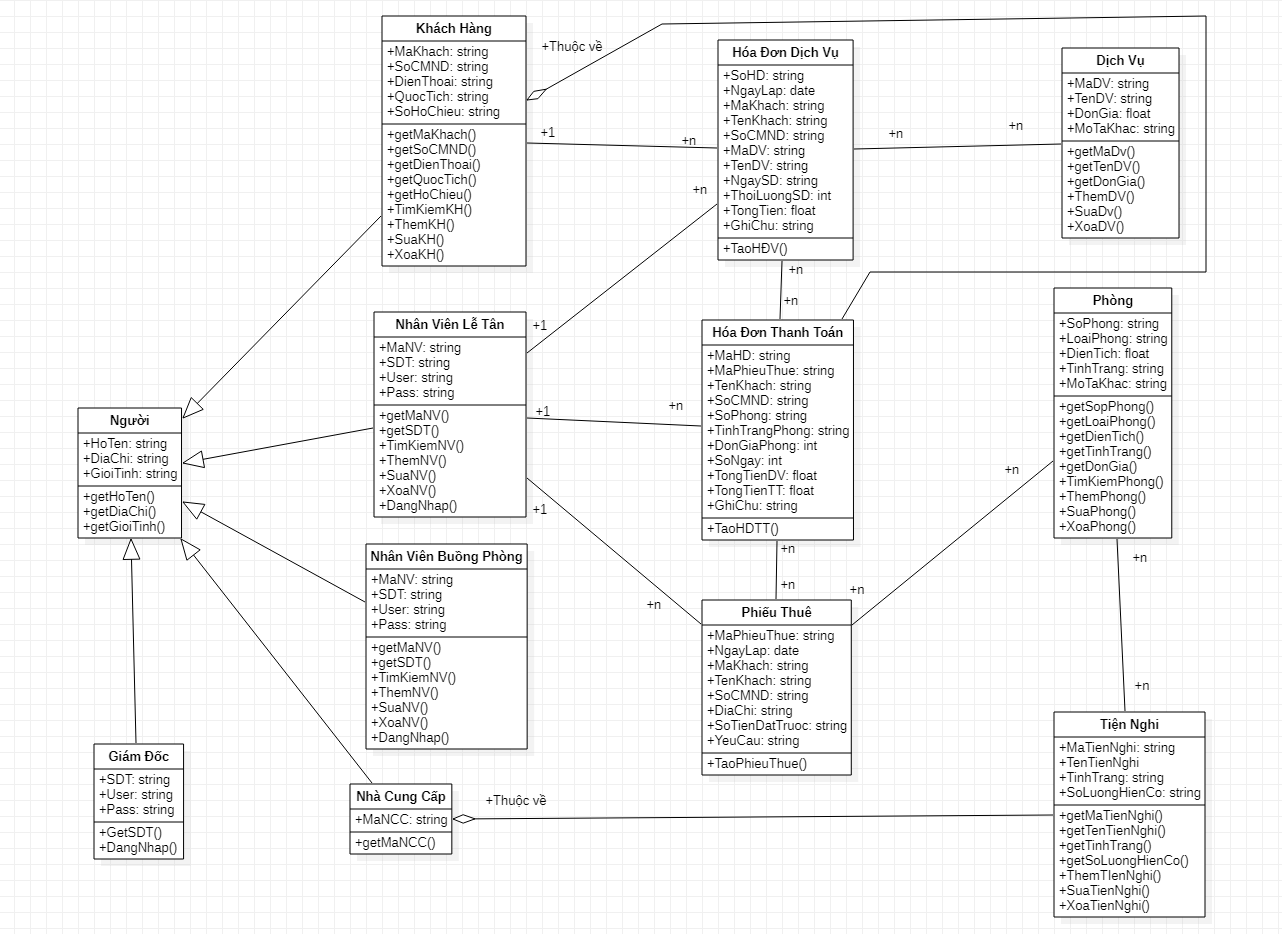 Khách Hàng
+MaKhach: string
+SoCMND: string
+DienThoai: string
+QuocTich: string
+SoHoChieu: string
+getMaKhach()
+getSoCMND()
+getDienThoai()
+getQuocTich()
+getHoChieu()
+TimKiemKH()
+ThemKH()
+SuaKH()
+XoaKH()
+Thuộc về
+1
+n
Hóa Đơn Dịch Vụ
+SoHD: string
+NgayLap: date
+MaKhach: string
+TenKhach: string
+SoCMND: string
+MaDV: string
+TenDV: string
+NgaySD: string
+ThoiLuongSD: int
+TongTien: float
+GhiChu: string
+TaoHĐV()
+n
+n
Dịch Vụ
+MaDV: string
+TenDV: string
+DonGia: float
+MoTaKhac: string
+getMaDv()
+getTenDV()
+getDonGia()
+ThemDV()
+SuaDv()
+XoaDV()
+n
+n
+n
Nhân Viên Lễ Tân
+MaNV: string
+SDT: string
+User: string
+Pass: string
+getMaNV()
+getSDT()
+TimKiemNV()
+ThemNV()
+SuaNV()
+XoaNV()
+DangNhap()
+1
+1
+n
+1
+n
Hóa Đơn Thanh Toán
+MaHD: string
+MaPhieuThue: string
+TenKhach: string
+SoCMND: string
+SoPhong: string
+TinhTrangPhong: string
+DonGiaPhong: int
+SoNgay: int
+TongTienDV: float
+TongTienTT: float
+GhiChu: string
+TaoHDTT()
+n
+n
Phòng
+SoPhong: string
+LoaiPhong: string
+DienTich: float
+TinhTrang: string
+MoTaKhac: string
+getSopPhong()
+getLoaiPhong()
+getDienTich()
+getTinhTrang()
+getDonGia()
+TimKiemPhong()
+ThemPhong()
+SuaPhong()
+XoaPhong()
+n
+n
+n
+n
Người
+HoTen: string
+DiaChi: string
+GioiTinh: string
+getHoTen()
+getDiaChi()
+getGioiTinh()
Nhân Viên Buồng Phòng
+MaNV: string
+SDT: string
+User: string
+Pass: string
+getMaNV()
+getSDT()
+TimKiemNV()
+ThemNV()
+SuaNV()
+XoaNV()
+DangNhap()
Phiếu Thuê
+MaPhieuThue: string
+NgayLap: date
+MaKhach: string
+TenKhach: string
+SoCMND: string
+DiaChi: string
+SoTienDatTruoc: string
+YeuCau: string
+TaoPhieuThue()
Giám Đốc
+SDT: string
+User: string
+Pass: string
+GetSDT()
+DangNhap()
Nhà Cung Cấp
+MaNCC: string
+getMaNCC()
+Thuộc về
Tiện Nghi
+MaTienNghi: string
+TenTienNghi
+TinhTrang: string
+SoLuongHienCo: string
+getMaTienNghi()
+getTenTienNghi()
+getTinhTrang()
+getSoLuongHienCo()
+ThemTIenNghi()
+SuaTienNghi()
+XoaTienNghi()